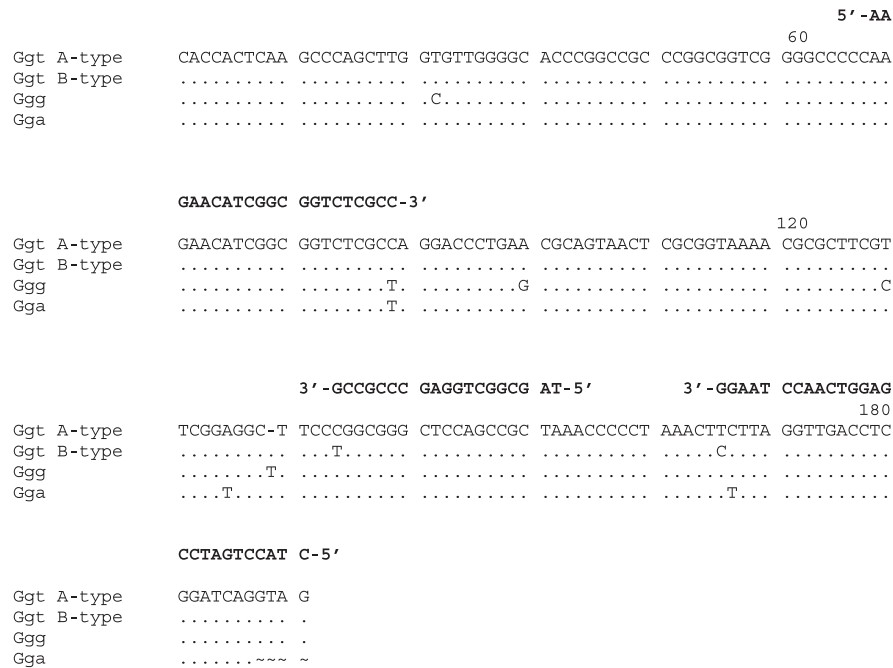 5’-AA
60
Ggt A-type CACCACTCAA GCCCAGCTTG GTGTTGGGGC ACCCGGCCGC CCGGCGGTCG GGGCCCCCAA
Ggt B-type .......... .......... .......... .......... .......... ..........
Ggg .......... .......... .C........ .......... .......... ..........
Gga .......... .......... .......... .......... .......... ..........
GAACATCGGC GGTCTCGCC-3’
120
Ggt A-type GAACATCGGC GGTCTCGCCA GGACCCTGAA CGCAGTAACT CGCGGTAAAA CGCGCTTCGT
Ggt B-type .......... .......... .......... .......... .......... ..........
Ggg .......... ........T. ........G. .......... .......... .........C
Gga .......... ........T. .......... .......... .......... ..........
3’-GCCGCCC GAGGTCGGCG AT-5’ 3’-GGAAT CCAACTGGAG
180
Ggt A-type TCGGAGGC-T TCCCGGCGGG CTCCAGCCGC TAAACCCCCT AAACTTCTTA GGTTGACCTC
Ggt B-type .......... ...T...... .......... .......... .....C.... ..........
Ggg ........T. .......... .......... .......... .......... ..........
Gga ....T..... .......... .......... .......... ......T... ..........
CCTAGTCCAT C-5’
Ggt A-type GGATCAGGTA G
Ggt B-type .......... .
Ggg .......... .
Gga .......~~~ ~